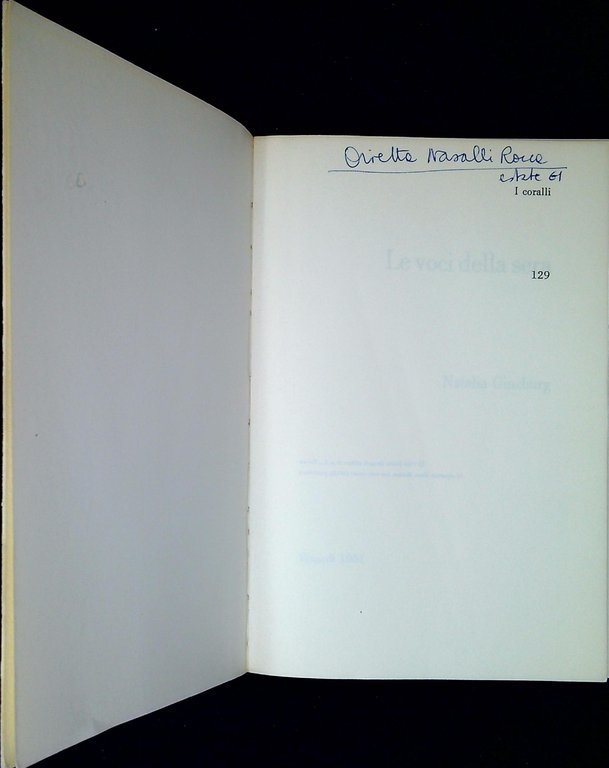 Orietta Nasalli Rocca
estate 61
I coralli
Le voci della sera
129
Natalia Ginzburg
Einaudi 1961